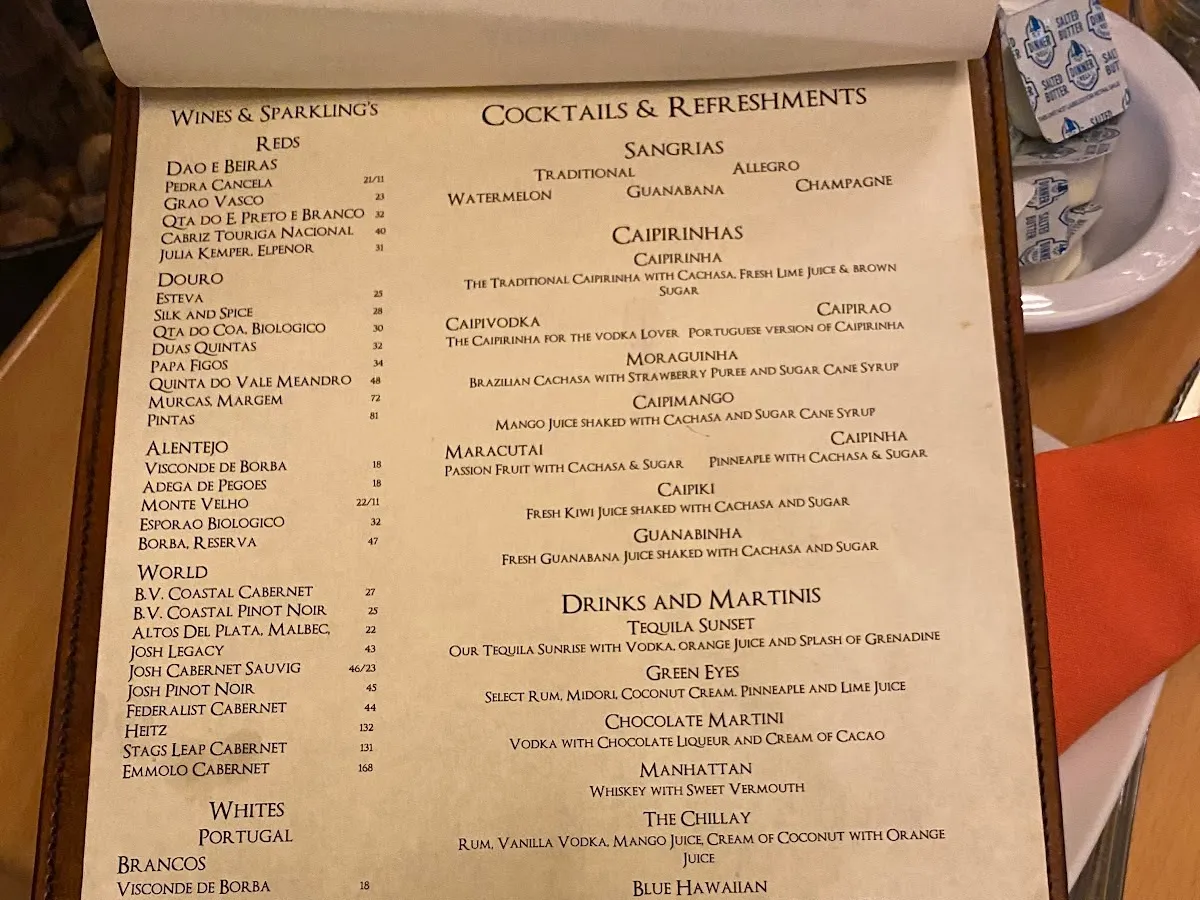 WINES & SPARKLING'S
REDS
DAO E BEIRAS
PEDRA CANCELA 21/11
GRAO VASCO 23
QTA DO E. PRETO E BRANCO 32
CABRIZ TOURIGA NACIONAL 40
JULIA KEMPER, ELPENOR 31
DOURO
ESTEVA 25
SILK AND SPICE 28
QTA DO COA, BIOLOGICO 30
DUAS QUINTAS 32
PAPA FIGOS 34
QUINTA DO VALE MEANDRO 48
MURCAS, MARGEM 72
PINTAS 81
ALENTEJO
VISCONDE DE BORBA 18
ADEGA DE PEGOES 18
MONTE VELHO 22/11
ESPORAO BIOLOGICO 32
BORBA, RESERVA 47
WORLD
B.V. COASTAL CABERNET 27
B.V. COASTAL PINOT NOIR 25
ALTOS DEL PLATA, MALBEC, 22
JOSH LEGACY 43
JOSH CABERNET SAUVIG 46/23
JOSH PINOT NOIR 45
FEDERALIST CABERNET 44
HEITZ 132
STAGS LEAP CABERNET 131
EMMOLO CABERNET 168
WHITES
PORTUGAL
BRANCOS
VISCONDE DE BORBA 18
COCKTAILS & REFRESHMENTS
SANGRIAS
TRADITIONAL ALLEGRO
WATERMELON GUANABANA CHAMPAGNE
CAIPIRINHAS
CAIPIRINHA
THE TRADITIONAL CAIPIRINHA WITH CACHASA, FRESH LIME JUICE & BROWN
SUGAR
CAIPIVODKA CAIPIRAO
THE CAIPIRINHA FOR THE VODKA LOVER PORTUGUESE VERSION OF CAIPIRINHA
MORAGUINHA
BRAZILIAN CACHASA WITH STRAWBERRY PUREE AND SUGAR CANE SYRUP
CAIPIMANGO
MANGO JUICE SHAKED WITH CACHASA AND SUGAR CANE SYRUP
MARACUTAI CAIPINHA
PASSION FRUIT WITH CACHASA & SUGAR PINNEAPLE WITH CACHASA & SUGAR
CAIPIKI
FRESH KIWI JUICE SHAKED WITH CACHASA AND SUGAR
GUANABINHA
FRESH GUANABANA JUICE SHAKED WITH CACHASA AND SUGAR
DRINKS AND MARTINIS
TEQUILA SUNSET
OUR TEQUILA SUNRISE WITH VODKA, ORANGE JUICE AND SPLASH OF GRENADINE
GREEN EYES
SELECT RUM, MIDORI, COCONUT CREAM, PINNEAPLE AND LIME JUICE
CHOCOLATE MARTINI
VODKA WITH CHOCOLATE LIQUEUR AND CREAM OF CACAO
MANHATTAN
WHISKEY WITH SWEET VERMOUTH
THE CHILLAY
RUM, VANILLA VODKA, MANGO JUICE, CREAM OF COCONUT WITH ORANGE
JUICE
BLUE HAWAIIAN
SALTED
BUTTER
DINNER
SALTED
BUTTER
DINNER
SALTED
DINNER
SALTED
BUTTER